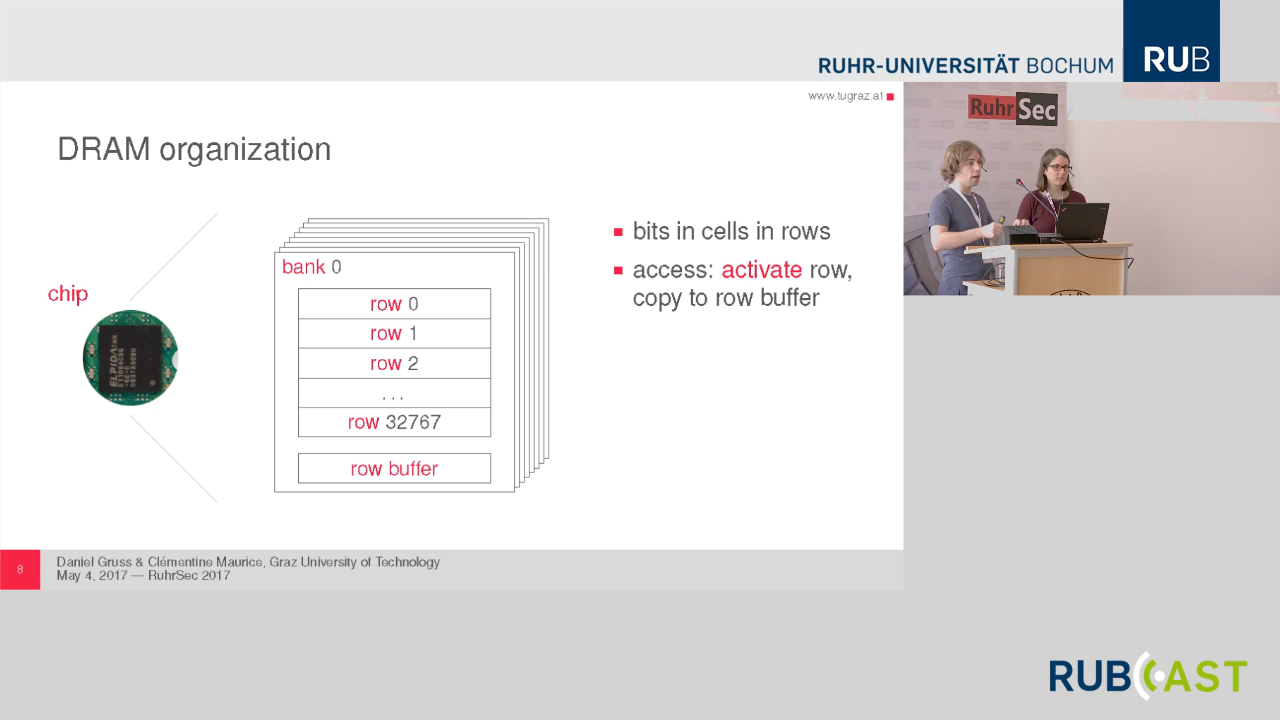 RUHR-UNIVERSITÄT BOCHUM
RUB
www.tugraz.at
RuhrSec
DRAM organization
chip
bank 0
row 0
row 1
row 2
...
row 32767
row buffer
bits in cells in rows
access: activate row,
copy to row buffer
ELPIDA
8
Daniel Gruss & Clémentine Maurice, Graz University of Technology
May 4, 2017 — RuhrSec 2017
RUBCAST